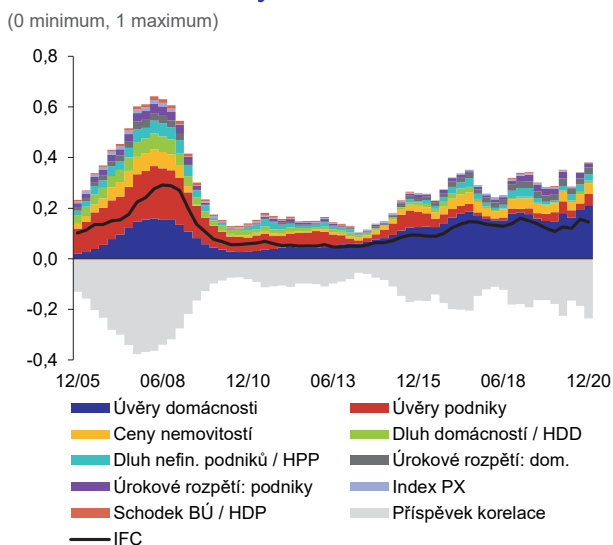 (0 minimum, 1 maximum)
0,8
0,6
0,4
0,2
0,0
-0,2
-0,4
12/05 06/08 12/10 06/13 12/15 06/18 12/20
Úvěry domácnosti Úvěry podniky
Ceny nemovitostí Dluh domácností / HDD
Dluh nefin. podniků / HPP Úrokové rozpětí: dom.
Úrokové rozpětí: podniky Index PX
Schodek BÚ / HDP Příspěvek korelace
IFC